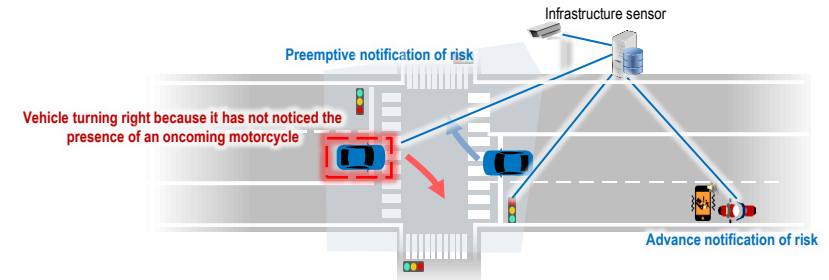 Infrastructure sensor
Preemptive notification of risk
Vehicle turning right because it has not noticed the
presence of an oncoming motorcycle
Advance notification of risk